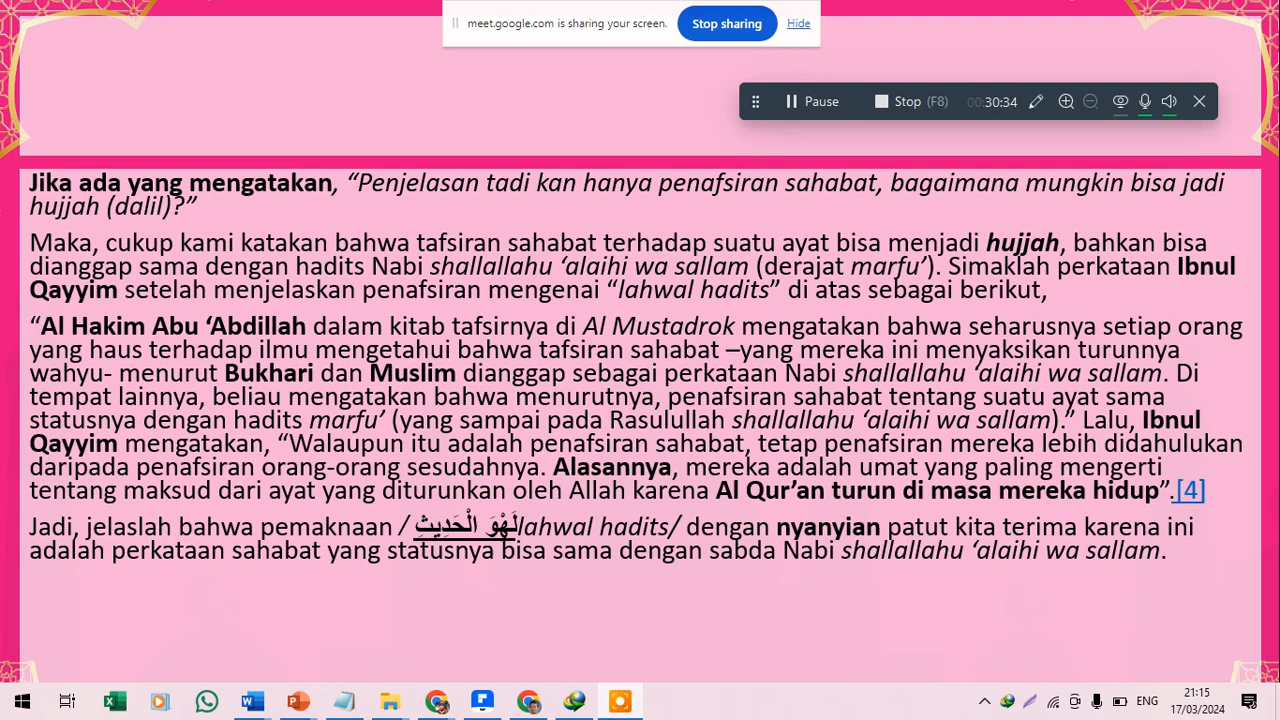 meet.google.com is sharing your screen. Stop sharing Hide
Pause Stop (F8) 00:30:34
Jika ada yang mengatakan, “Penjelasan tadi kan hanya penafsiran sahabat, bagaimana mungkin bisa jadi
hujjah (dalil)?”
Maka, cukup kami katakan bahwa tafsiran sahabat terhadap suatu ayat bisa menjadi hujjah, bahkan bisa
dianggap sama dengan hadits Nabi shallallahu ‘alaihi wa sallam (derajat marfu’). Simaklah perkataan Ibnul
Qayyim setelah menjelaskan penafsiran mengenai “lahwal hadits” di atas sebagai berikut,
“Al Hakim Abu ‘Abdillah dalam kitab tafsirnya di Al Mustadrok mengatakan bahwa seharusnya setiap orang
yang haus terhadap ilmu mengetahui bahwa tafsiran sahabat –yang mereka ini menyaksikan turunnya
wahyu- menurut Bukhari dan Muslim dianggap sebagai perkataan Nabi shallallahu ‘alaihi wa sallam. Di
tempat lainnya, beliau mengatakan bahwa menurutnya, penafsiran sahabat tentang suatu ayat sama
statusnya dengan hadits marfu’ (yang sampai pada Rasulullah shallallahu ‘alaihi wa sallam).” Lalu, Ibnul
Qayyim mengatakan, “Walaupun itu adalah penafsiran sahabat, tetap penafsiran mereka lebih didahulukan
daripada penafsiran orang-orang sesudahnya. Alasannya, mereka adalah umat yang paling mengerti
tentang maksud dari ayat yang diturunkan oleh Allah karena Al Qur’an turun di masa mereka hidup”.[4]
Jadi, jelaslah bahwa pemaknaan /لَهْوَ الْحَدِيثِlahwal hadits/ dengan nyanyian patut kita terima karena ini
adalah perkataan sahabat yang statusnya bisa sama dengan sabda Nabi shallallahu ‘alaihi wa sallam.
ENG 21:15
17/03/2024